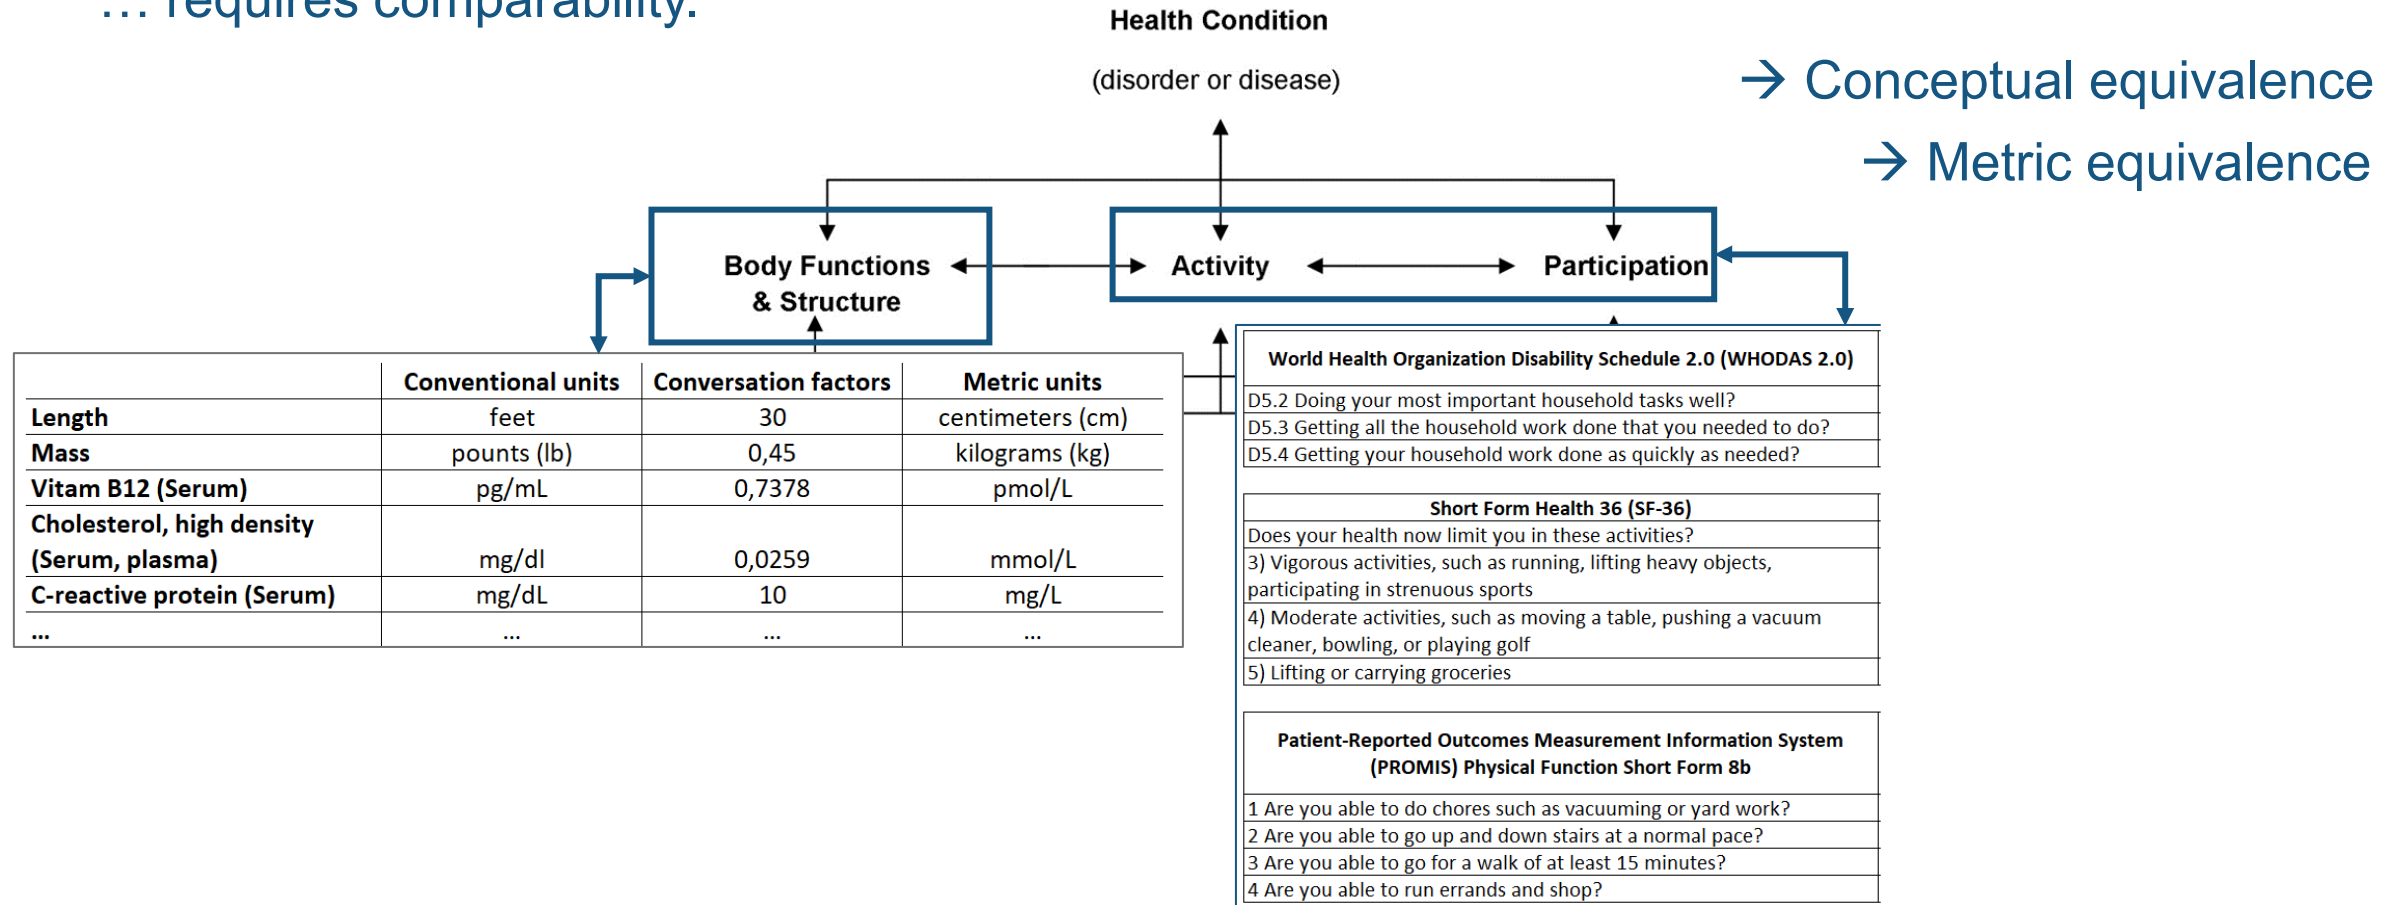 ... requires comparability.
Health Condition
(disorder or disease)
→ Conceptual equivalence
→ Metric equivalence
Body Functions
& Structure
Activity
Participation
Conventional units Conversation factors Metric units
Length feet 30 centimeters (cm)
Mass pounts (lb) 0,45 kilograms (kg)
Vitam B12 (Serum) pg/mL 0,7378 pmol/L
Cholesterol, high density
(Serum, plasma) mg/dl 0,0259 mmol/L
C-reactive protein (Serum) mg/dL 10 mg/L
... ... ... ...
World Health Organization Disability Schedule 2.0 (WHODAS 2.0)
D5.2 Doing your most important household tasks well?
D5.3 Getting all the household work done that you needed to do?
D5.4 Getting your household work done as quickly as needed?
Short Form Health 36 (SF-36)
Does your health now limit you in these activities?
3) Vigorous activities, such as running, lifting heavy objects,
participating in strenuous sports
4) Moderate activities, such as moving a table, pushing a vacuum
cleaner, bowling, or playing golf
5) Lifting or carrying groceries
Patient-Reported Outcomes Measurement Information System
(PROMIS) Physical Function Short Form 8b
1 Are you able to do chores such as vacuuming or yard work?
2 Are you able to go up and down stairs at a normal pace?
3 Are you able to go for a walk of at least 15 minutes?
4 Are you able to run errands and shop?